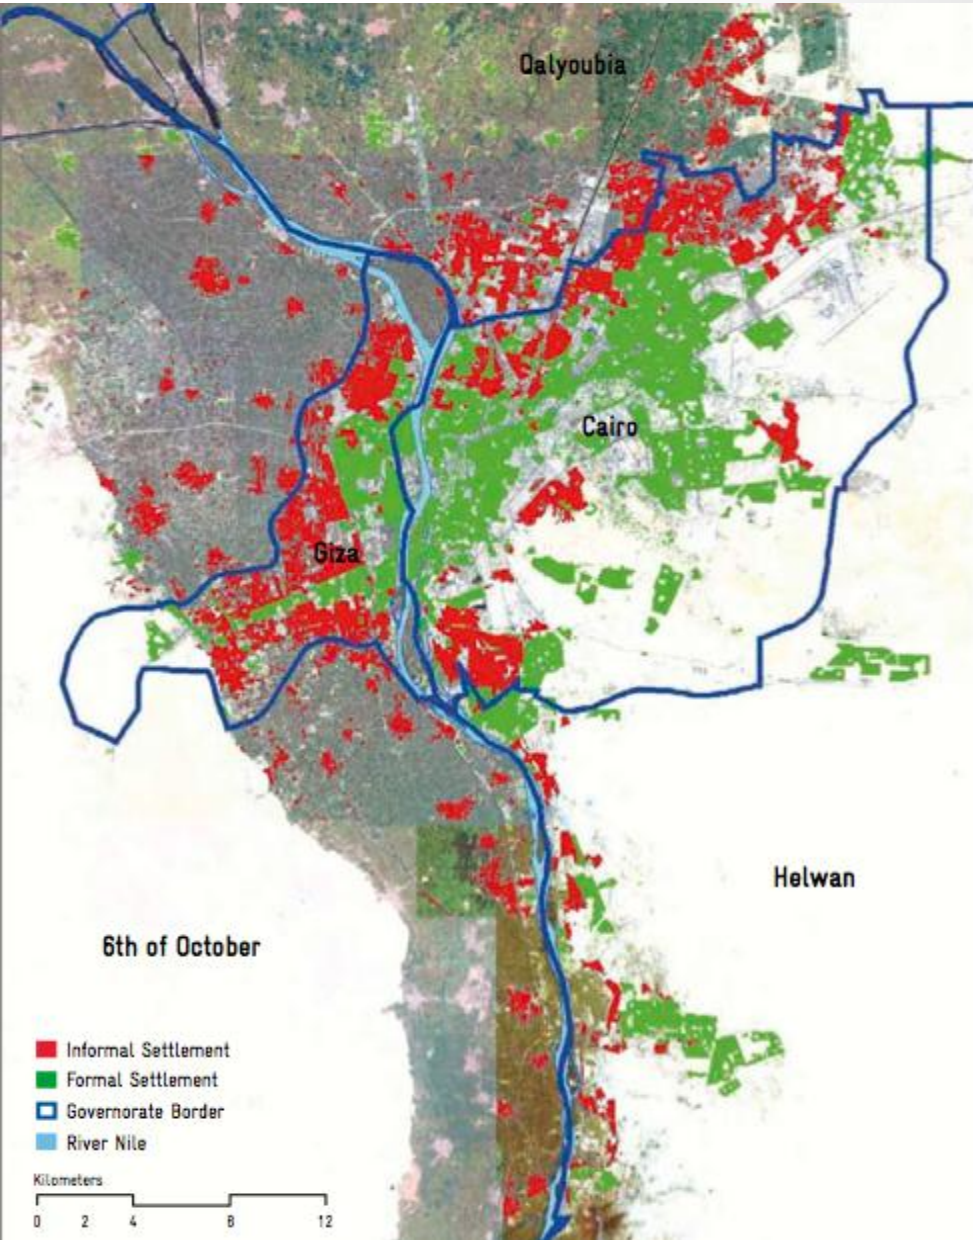 Qalyoubia
Cairo
Giza
Helwan
6th of October
Informal Settlement
Formal Settlement
Governorate Border
River Nile
Kilometers
0 2 4 8 12